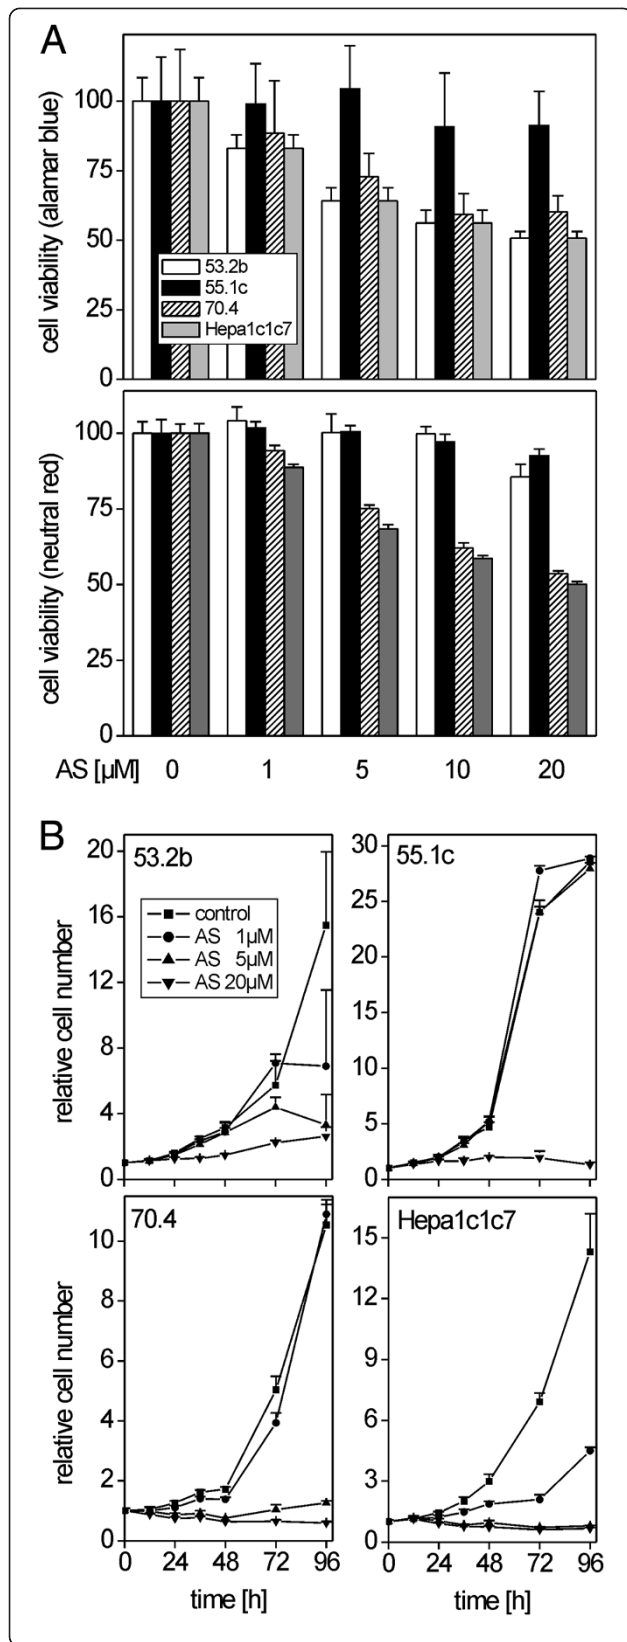 A
cell viability (alamar blue)
100
75
50
25
0
53.2b
55.1c
70.4
Hepa1c1c7
cell viability (neutral red)
100
75
50
25
0
AS [µM] 0 1 5 10 20
B
53.2b
relative cell number
20
16
12
8
4
0
control
AS 1µM
AS 5µM
AS 20µM
55.1c
30
25
20
15
10
5
0
70.4
relative cell number
10
8
6
4
2
0
0 24 48 72 96
time [h]
Hepa1c1c7
15
12
9
6
3
0
0 24 48 72 96
time [h]